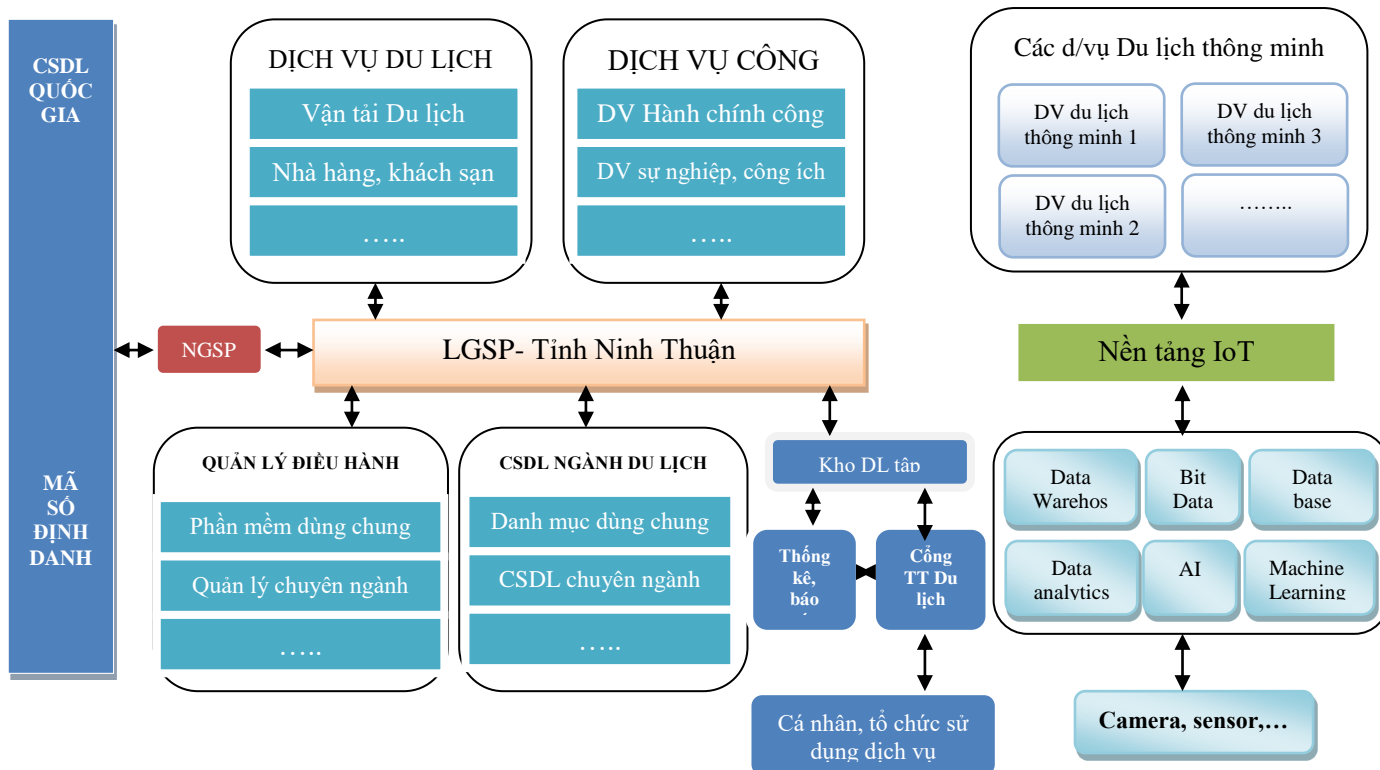 CSDL
QUỐC
GIA
MÃ
SỐ
ĐỊNH
DANH
NGSP
DỊCH VỤ DU LỊCH
Vận tải Du lịch
Nhà hàng, khách sạn
…..
DỊCH VỤ CÔNG
DV Hành chính công
DV sự nghiệp, công ích
…..
LGSP- Tỉnh Ninh Thuận
QUẢN LÝ ĐIỀU HÀNH
Phần mềm dùng chung
Quản lý chuyên ngành
…..
CSDL NGÀNH DU LỊCH
Danh mục dùng chung
CSDL chuyên ngành
…..
Kho DL tập
Thống
kê,
báo
Cổng
TT Du
lịch
Cá nhân, tổ chức sử
dụng dịch vụ
Các d/vụ Du lịch thông minh
DV du lịch
thông minh 1
DV du lịch
thông minh 3
DV du lịch
thông minh 2
……..
Nền tảng IoT
Data
Warehos
Bit
Data
Data
base
Data
analytics
AI
Machine
Learning
Camera, sensor,…